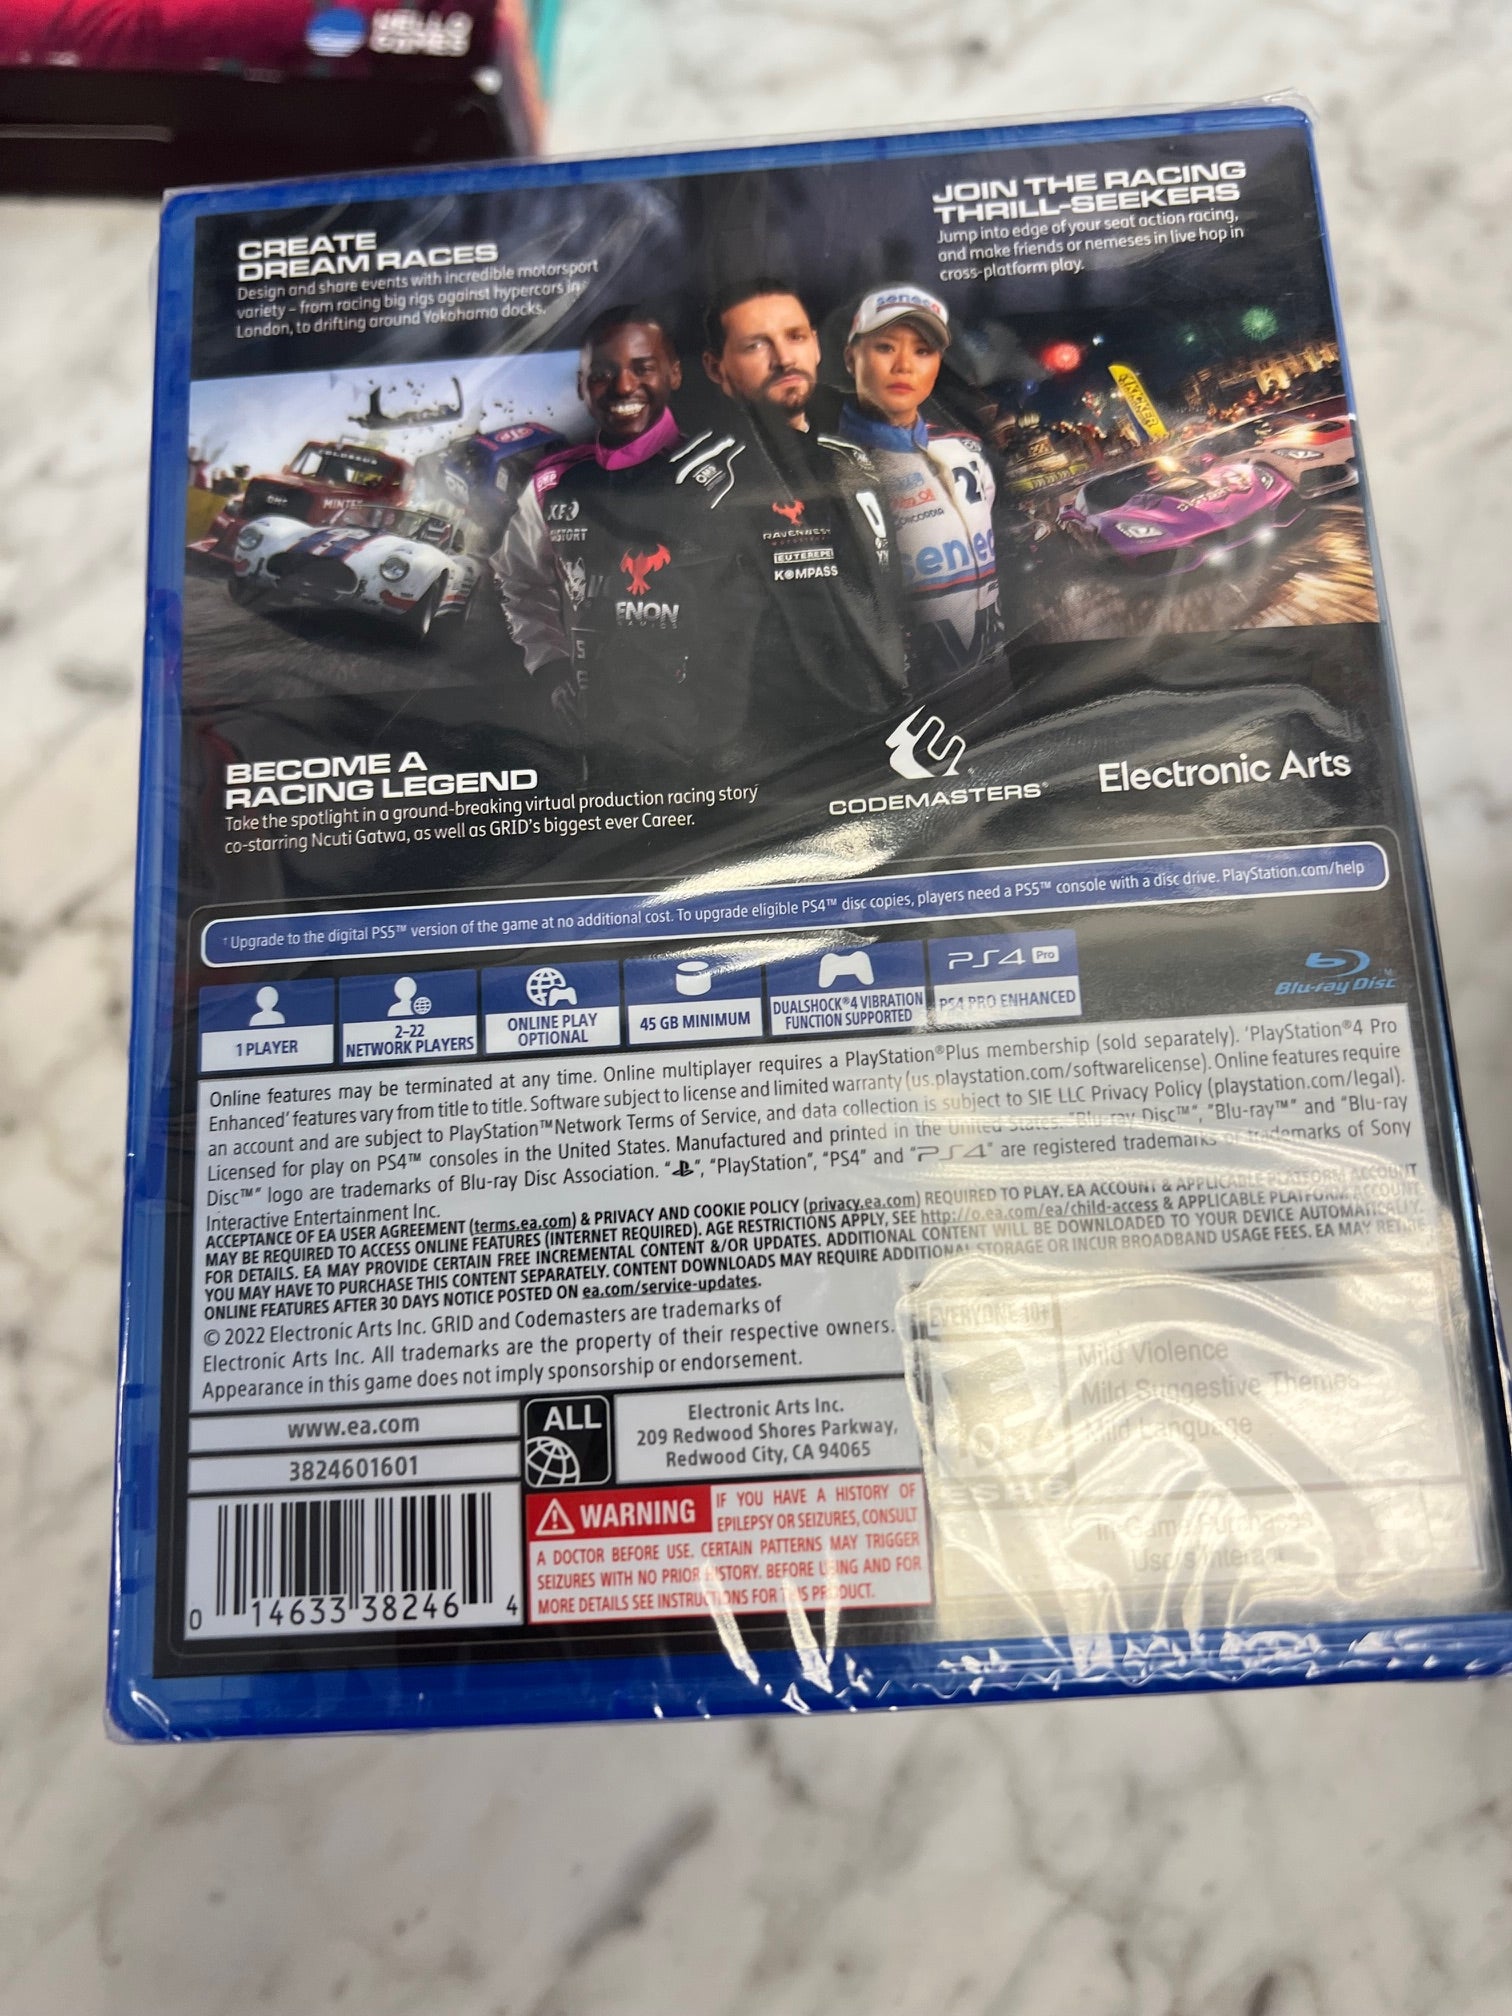 HELLO
GAMES
CREATE
DREAM RACES
Design and share events with incredible motorsport
variety – from racing big rigs against hypercars in
London, to drifting around Yokohama docks.
JOIN THE RACING
THRILL-SEEKERS
Jump into edge of your seat action racing,
and make friends or nemeses in live hop in
cross-platform play.
COLOSSUS
MINTEX
seneca
KICKER
RAVENWEST
EUTEREPE
KOMPASS
CONCORDIA
BECOME A
RACING LEGEND
Take the spotlight in a ground-breaking virtual production racing story
co-starring Ncuti Gatwa, as well as GRID's biggest ever Career.
CODEMASTERS®
Electronic Arts
† Upgrade to the digital PS5™ version of the game at no additional cost. To upgrade eligible PS4™ disc copies, players need a PS5™ console with a disc drive. PlayStation.com/help
1 PLAYER
2–22
NETWORK PLAYERS
ONLINE PLAY
OPTIONAL
45 GB MINIMUM
DUALSHOCK®4 VIBRATION
FUNCTION SUPPORTED
PS4 Pro
PS4 PRO ENHANCED
Blu-ray Disc
Online features may be terminated at any time. Online multiplayer requires a PlayStation®Plus membership (sold separately). 'PlayStation®4 Pro
Enhanced' features vary from title to title. Software subject to license and limited warranty (us.playstation.com/softwarelicense). Online features require
an account and are subject to PlayStation™Network Terms of Service, and data collection is subject to SIE LLC Privacy Policy (playstation.com/legal).
Licensed for play on PS4™ consoles in the United States. Manufactured and printed in the United States. "Blu-ray Disc™", "Blu-ray™" and "Blu-ray
Disc™" logo are trademarks of Blu-ray Disc Association. "PS", "PlayStation", "PS4" and "PS4" are registered trademarks or trademarks of Sony
Interactive Entertainment Inc.
ACCEPTANCE OF EA USER AGREEMENT (terms.ea.com) & PRIVACY AND COOKIE POLICY (privacy.ea.com) REQUIRED TO PLAY. EA ACCOUNT & APPLICABLE PLATFORM ACCOUNT
MAY BE REQUIRED TO ACCESS ONLINE FEATURES (INTERNET REQUIRED). AGE RESTRICTIONS APPLY, SEE http://o.ea.com/ea/child-access & APPLICABLE PLATFORM ACCOUNT
FOR DETAILS. EA MAY PROVIDE CERTAIN FREE INCREMENTAL CONTENT &/OR UPDATES. ADDITIONAL CONTENT WILL BE DOWNLOADED TO YOUR DEVICE AUTOMATICALLY.
YOU MAY HAVE TO PURCHASE THIS CONTENT SEPARATELY. CONTENT DOWNLOADS MAY REQUIRE ADDITIONAL STORAGE OR INCUR BROADBAND USAGE FEES. EA MAY RETIRE
ONLINE FEATURES AFTER 30 DAYS NOTICE POSTED ON ea.com/service-updates.
© 2022 Electronic Arts Inc. GRID and Codemasters are trademarks of
Electronic Arts Inc. All trademarks are the property of their respective owners.
Appearance in this game does not imply sponsorship or endorsement.
EVERYONE 10+
Mild Violence
Mild Suggestive Themes
Mild Language
ESRB
In-Game Purchases
Users Interact
www.ea.com
3824601601
ALL
Electronic Arts Inc.
209 Redwood Shores Parkway,
Redwood City, CA 94065
WARNING IF YOU HAVE A HISTORY OF
EPILEPSY OR SEIZURES, CONSULT
A DOCTOR BEFORE USE. CERTAIN PATTERNS MAY TRIGGER
SEIZURES WITH NO PRIOR HISTORY. BEFORE USING AND FOR
MORE DETAILS SEE INSTRUCTIONS FOR THIS PRODUCT.
0 14633 38246 4